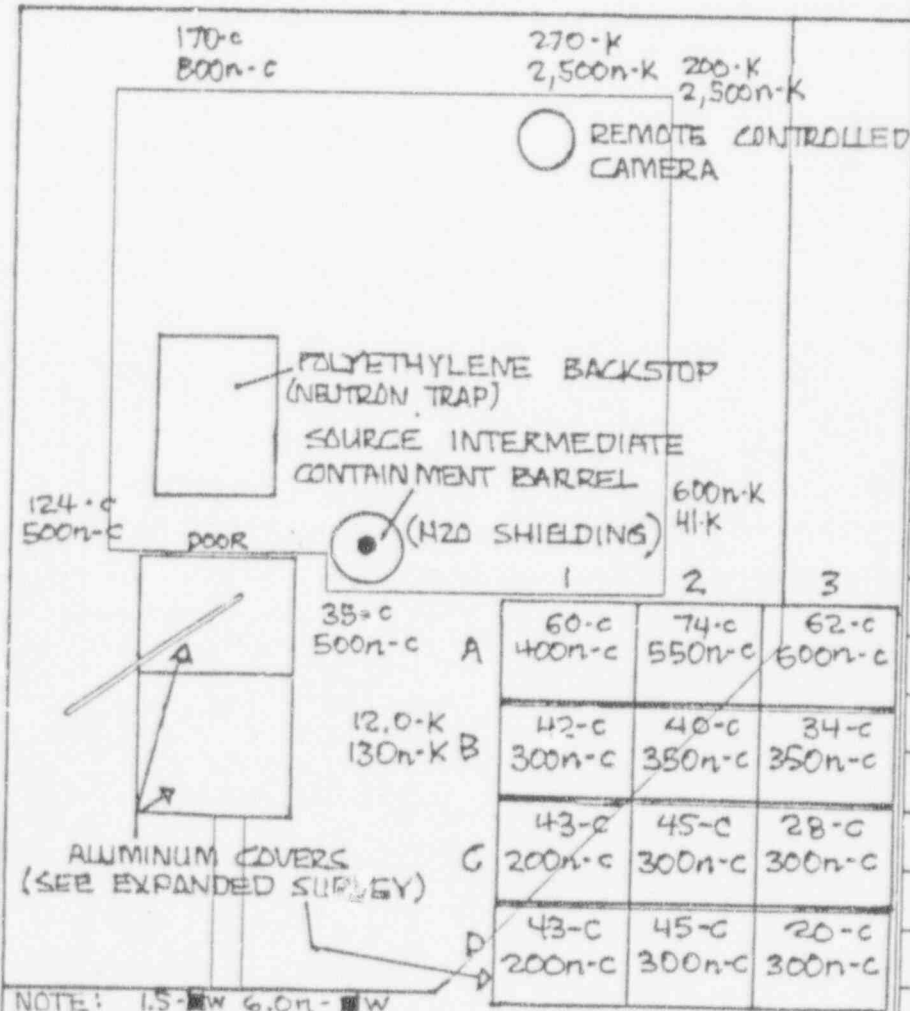 170-c
800n-c
270-K
2,500n-K
200-K
2,500n-K
REMOTE CONTROLLED
CAMERA
POLYETHYLENE BACKSTOP
(NEUTRON TRAP)
SOURCE INTERMEDIATE
CONTAINMENT BARREL
(H20 SHIELDING)
124-c
500n-c
DOOR
600n-K
41-K
35-c
500n-c
12.0-K
130n-K
1 2 3
A 60-c 74-c 62-c
400n-c 550n-c 600n-c
B 42-c 40-c 34-c
300n-c 350n-c 350n-c
C 43-c 45-c 28-c
200n-c 300n-c 300n-c
D 43-c 45-c 20-c
200n-c 300n-c 300n-c
ALUMINUM COVERS
(SEE EXPANDED SURVEY)
NOTE: 1.5- W 6.0n- W